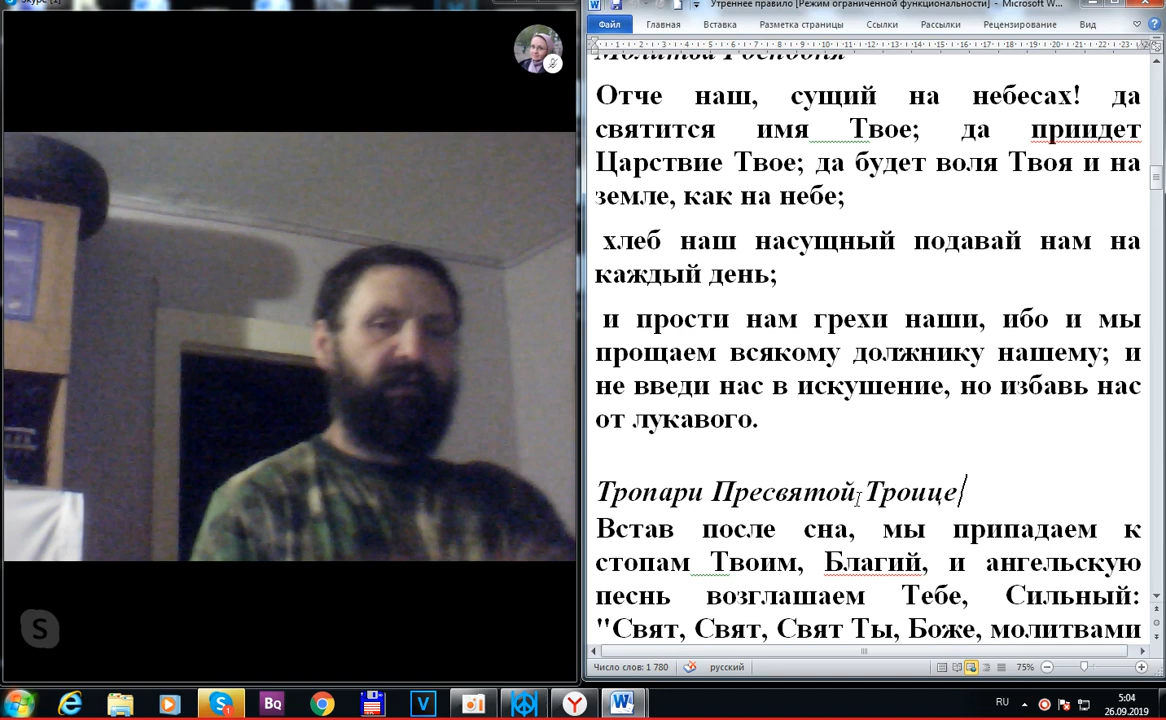 Skype [1]
Утреннее правило [Режим ограниченной функциональности] - Microsoft W...
Файл Главная Вставка Разметка страницы Ссылки Рассылки Рецензирование Вид
Молитва Господня
Отче наш, сущий на небесах! да
святится имя Твое; да приидет
Царствие Твое; да будет воля Твоя и на
земле, как на небе;
хлеб наш насущный подавай нам на
каждый день;
и прости нам грехи наши, ибо и мы
прощаем всякому должнику нашему; и
не введи нас в искушение, но избавь нас
от лукавого.
Тропари Пресвятой Троице
Встав после сна, мы припадаем к
стопам Твоим, Благий, и ангельскую
песнь возглашаем Тебе, Сильный:
"Свят, Свят, Свят Ты, Боже, молитвами
Число слов: 1 780 русский 75%
RU 5:04
26.09.2019